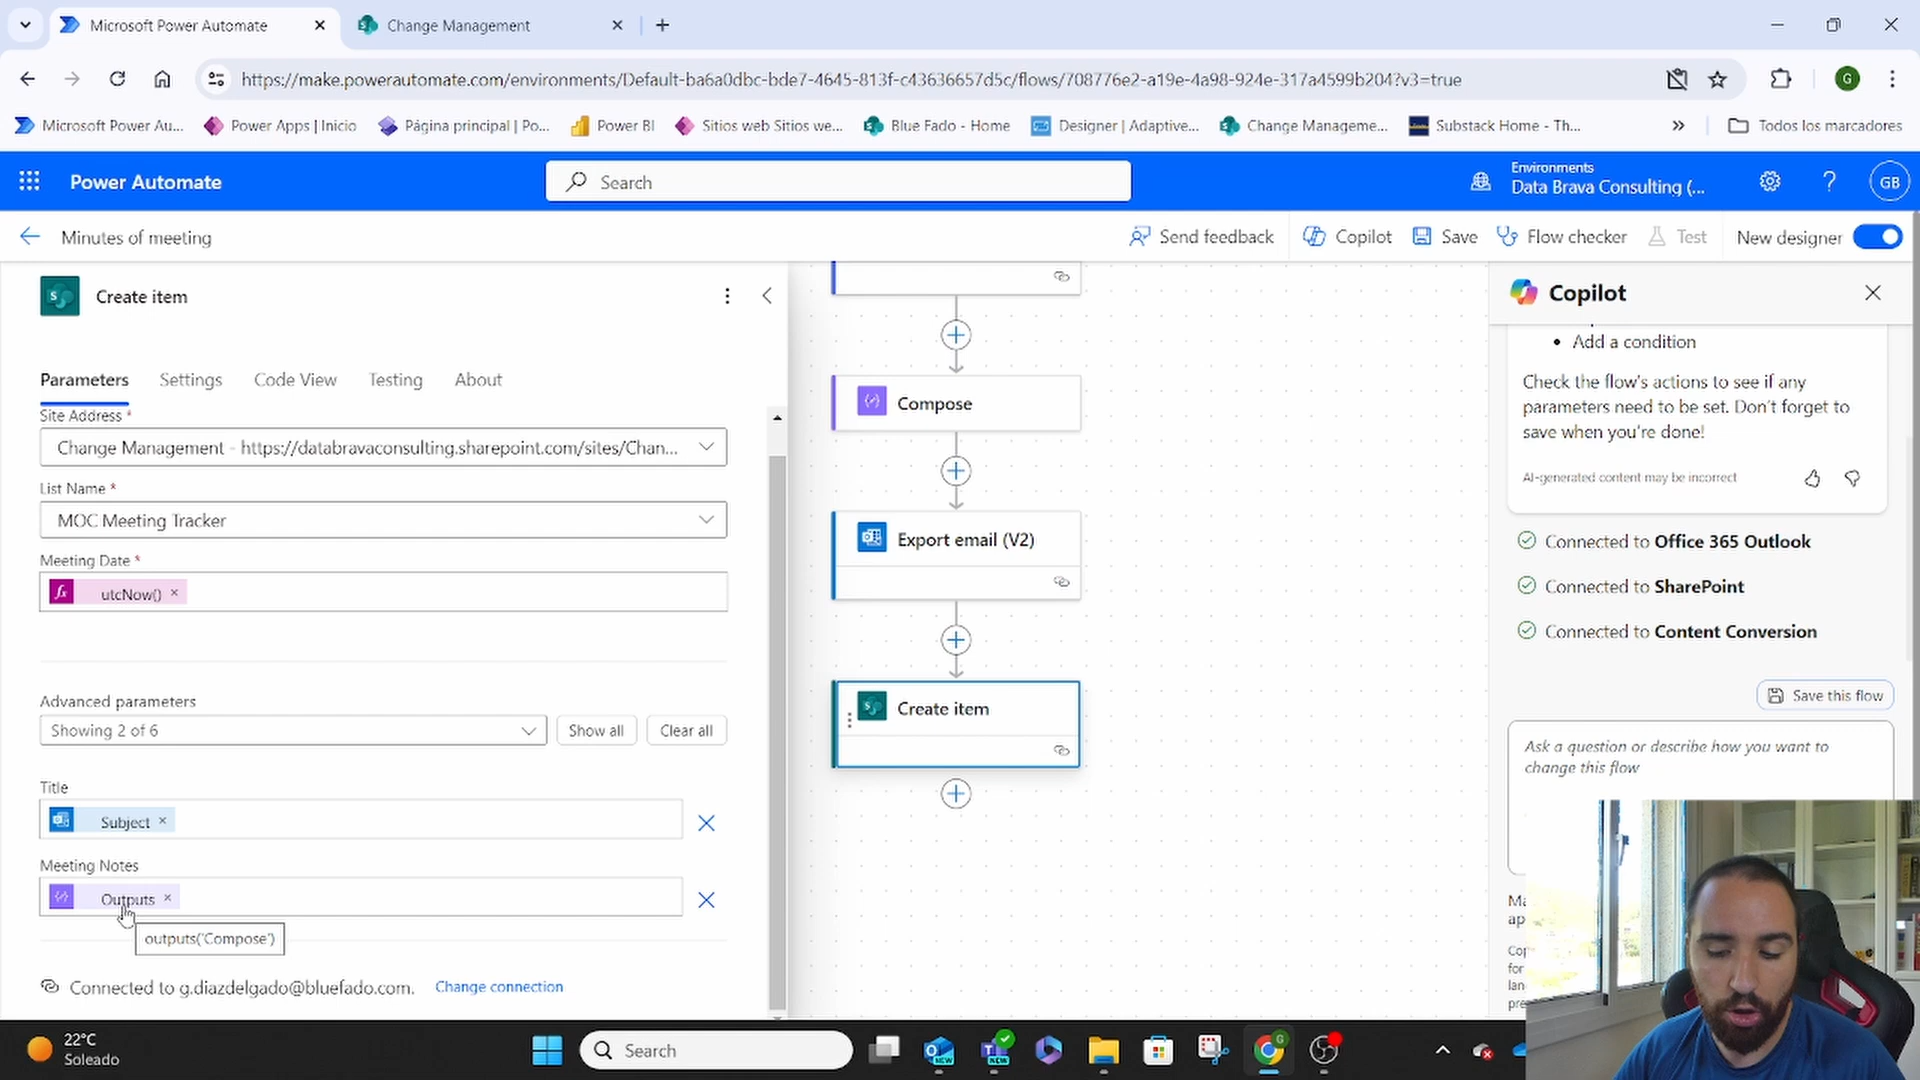 Microsoft Power Automate
Change Management
https://make.powerautomate.com/environments/Default-ba6a0dbc-bde7-4645-813f-c43636657d5c/flows/708776e2-a19e-4a98-924e-317a4599b204?v3=true
G
Microsoft Power Au...
Power Apps | Inicio
Página principal | Po...
Power BI
Sitios web Sitios we...
Blue Fado - Home
Designer | Adaptive...
Change Manageme...
Substack Home - Th...
Todos los marcadores
Power Automate
Search
Environments
Data Brava Consulting (...
GB
Minutes of meeting
Send feedback
Copilot
Save
Flow checker
Test
New designer
Create item
Parameters
Settings
Code View
Testing
About
Site Address *
Change Management - https://databravaconsulting.sharepoint.com/sites/Chan...
List Name *
MOC Meeting Tracker
Meeting Date *
utcNow()
Advanced parameters
Showing 2 of 6
Show all
Clear all
Title
Subject
Meeting Notes
Outputs
outputs('Compose')
Connected to g.diazdelgado@bluefado.com.
Change connection
Compose
Export email (V2)
Create item
Copilot
• Add a condition
Check the flow's actions to see if any
parameters need to be set. Don't forget to
save when you're done!
AI-generated content may be incorrect
Connected to Office 365 Outlook
Connected to SharePoint
Connected to Content Conversion
Save this flow
Ask a question or describe how you want to
change this flow
22°C
Soleado
Search